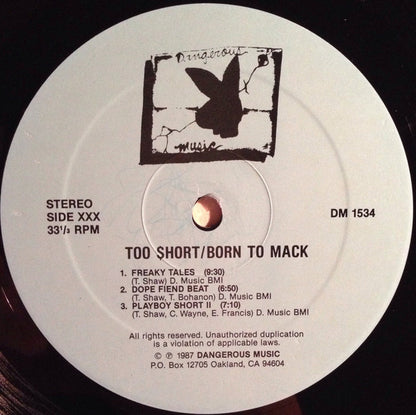 Dangerous
music
STEREO
SIDE XXX
33⅓ RPM
DM 1534
TOO $HORT/BORN TO MACK
1. FREAKY TALES (9:30)
(T. Shaw) D. Music BMI
2. DOPE FIEND BEAT (6:50)
(T. Shaw, T. Bohanon) D. Music BMI
3. PLAYBOY SHORT II (7:10)
(T. Shaw, C. Wayne, E. Francis) D. Music BMI
All rights reserved. Unauthorized duplication
is a violation of applicable laws.
© ℗ 1987 DANGEROUS MUSIC
P.O. Box 12705 Oakland, CA 94604